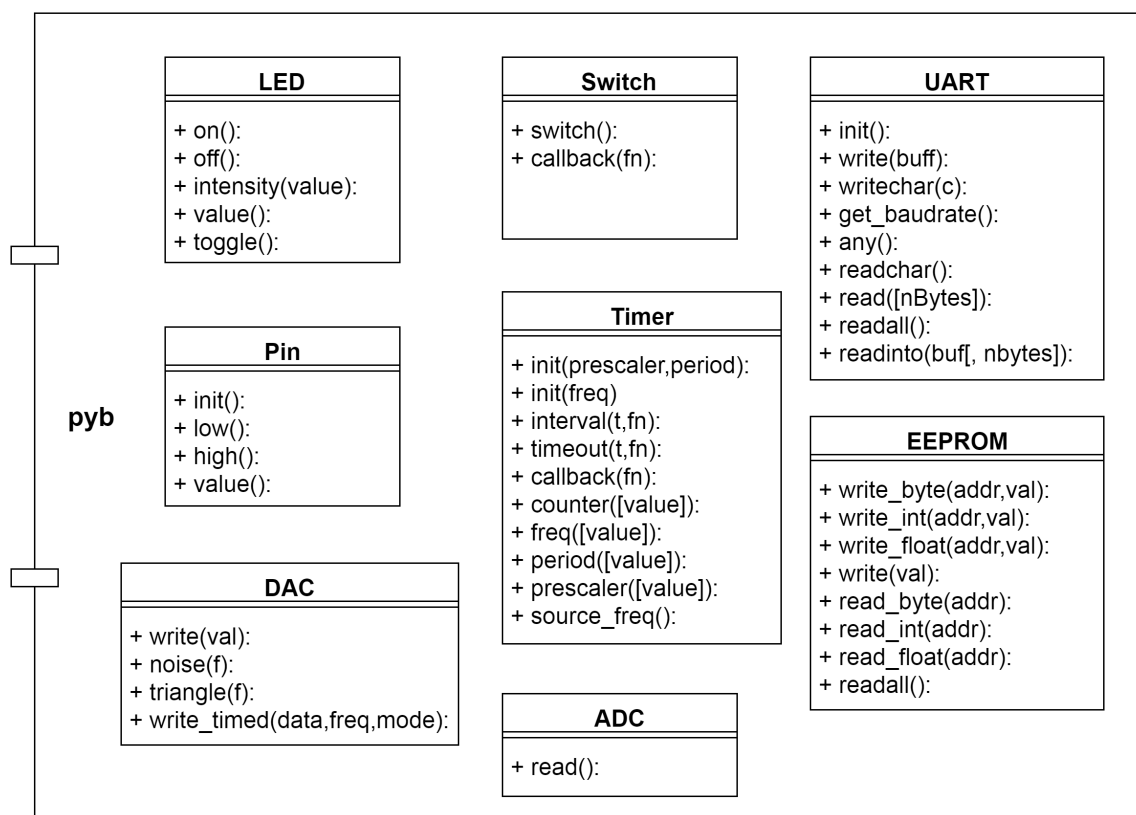 LED
+ on():
+ off():
+ intensity(value):
+ value():
+ toggle():
Switch
+ switch():
+ callback(fn):
UART
+ init():
+ write(buff):
+ writechar(c):
+ get_baudrate():
+ any():
+ readchar():
+ read([nBytes]):
+ readall():
+ readinto(buf[, nbytes]):
pyb
Pin
+ init():
+ low():
+ high():
+ value():
Timer
+ init(prescaler,period):
+ init(freq)
+ interval(t,fn):
+ timeout(t,fn):
+ callback(fn):
+ counter([value]):
+ freq([value]):
+ period([value]):
+ prescaler([value]):
+ source_freq():
EEPROM
+ write_byte(addr,val):
+ write_int(addr,val):
+ write_float(addr,val):
+ write(val):
+ read_byte(addr):
+ read_int(addr):
+ read_float(addr):
+ readall():
DAC
+ write(val):
+ noise(f):
+ triangle(f):
+ write_timed(data,freq,mode):
ADC
+ read():